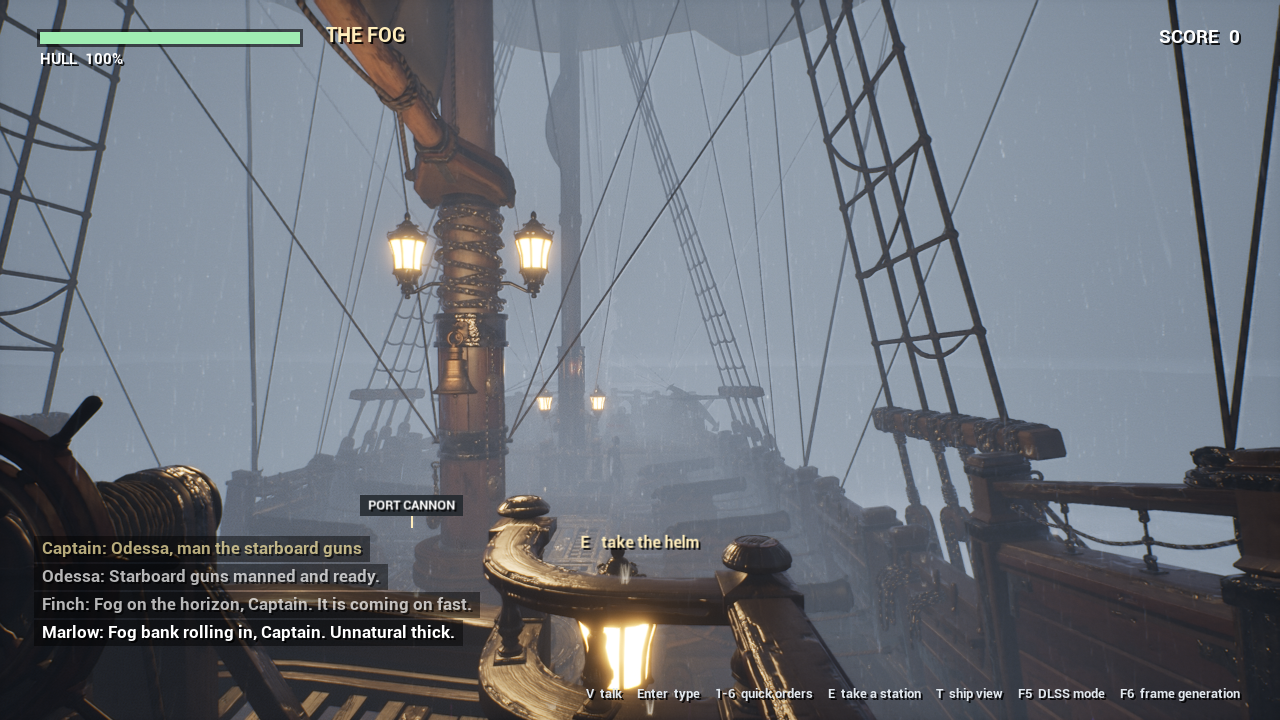 THE FOG
SCORE 0
HULL 100%
PORT CANNON
E take the helm
Captain: Odessa, man the starboard guns
Odessa: Starboard guns manned and ready.
Finch: Fog on the horizon, Captain. It is coming on fast.
Marlow: Fog bank rolling in, Captain. Unnatural thick.
V talk Enter type 1-6 quick orders E take a station T ship view F5 DLSS mode F6 frame generation